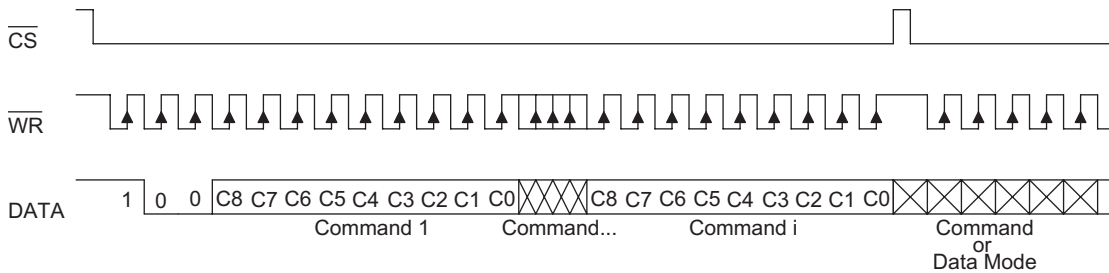 CS
WR
DATA 1 0 0 C8 C7 C6 C5 C4 C3 C2 C1 C0 C8 C7 C6 C5 C4 C3 C2 C1 C0
Command 1 Command... Command i Command
or
Data Mode